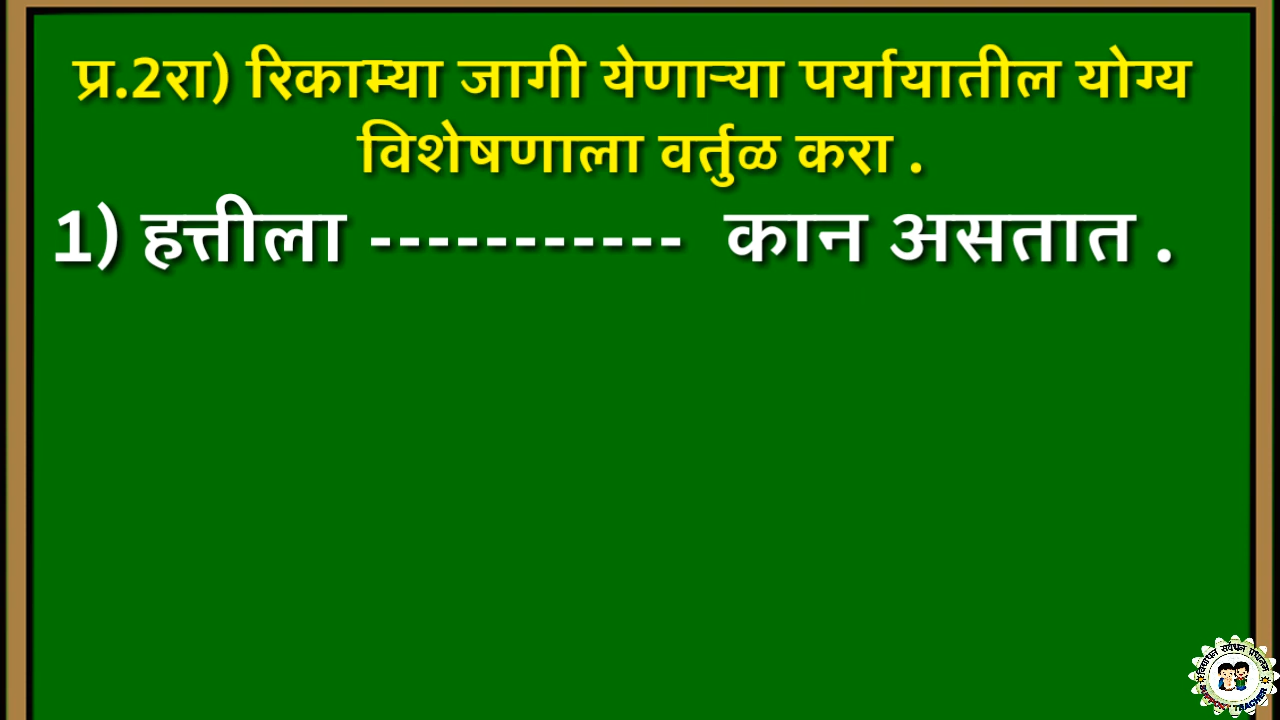 प्र.2रा) रिकाम्या जागी येणाऱ्या पर्यायातील योग्य
विशेषणाला वर्तुळ करा .
1) हत्तीला ----------- कान असतात .